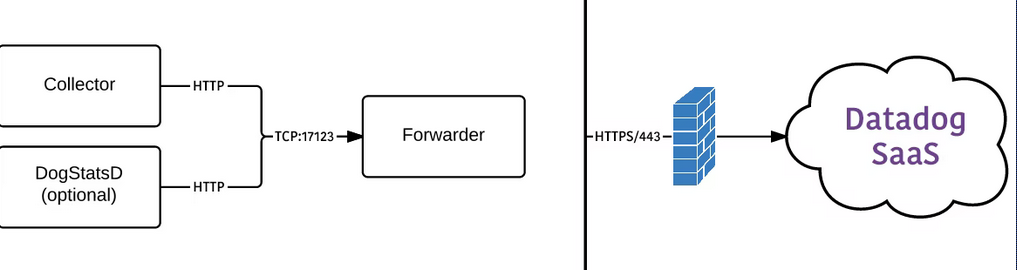 Collector
HTTP
DogStatsD
(optional)
HTTP
TCP:17123
Forwarder
HTTPS/443
Datadog
SaaS